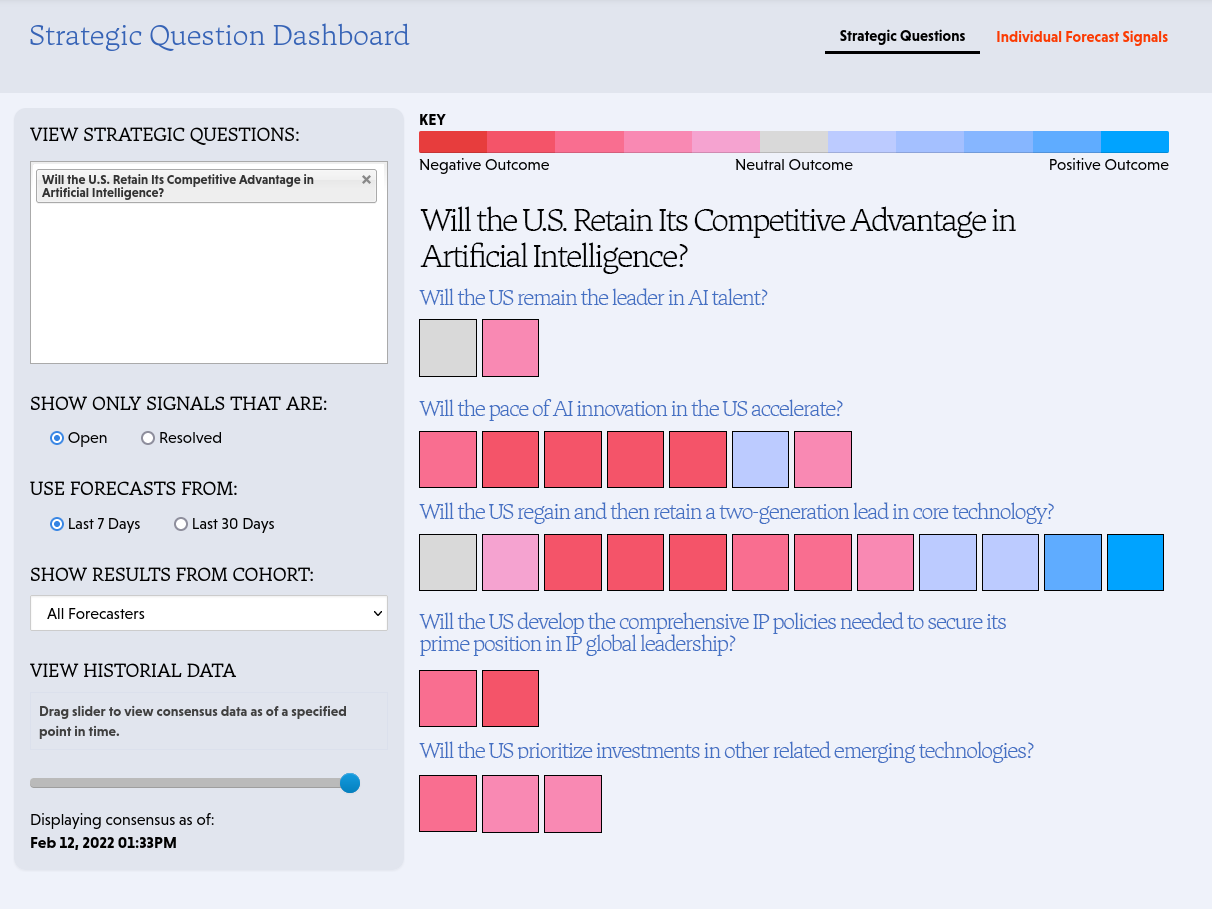 Strategic Question Dashboard
Strategic Questions
Individual Forecast Signals
VIEW STRATEGIC QUESTIONS:
Will the U.S. Retain Its Competitive Advantage in
Artificial Intelligence?
SHOW ONLY SIGNALS THAT ARE:
Open
Resolved
USE FORECASTS FROM:
Last 7 Days
Last 30 Days
SHOW RESULTS FROM COHORT:
All Forecasters
VIEW HISTORIAL DATA
Drag slider to view consensus data as of a specified
point in time.
Displaying consensus as of:
Feb 12, 2022 01:33PM
KEY
Negative Outcome
Neutral Outcome
Positive Outcome
Will the U.S. Retain Its Competitive Advantage in
Artificial Intelligence?
Will the US remain the leader in AI talent?
Will the pace of AI innovation in the US accelerate?
Will the US regain and then retain a two-generation lead in core technology?
Will the US develop the comprehensive IP policies needed to secure its
prime position in IP global leadership?
Will the US prioritize investments in other related emerging technologies?